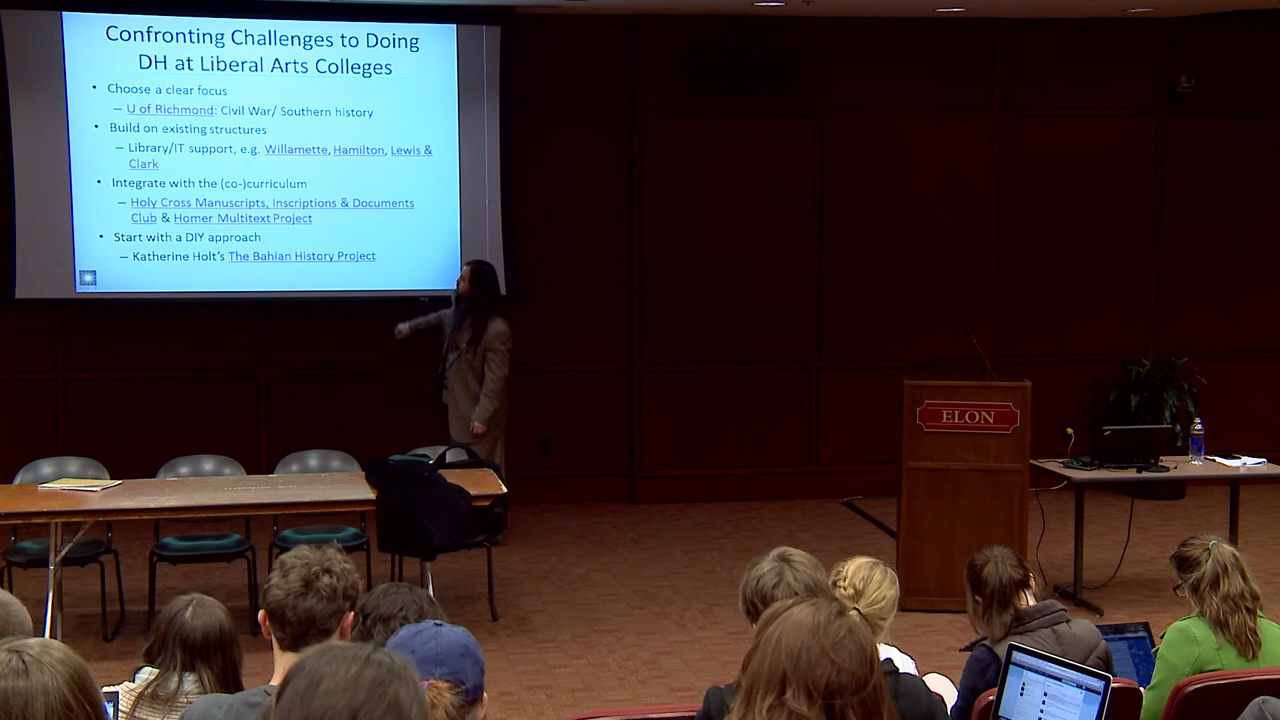 Confronting Challenges to Doing
DH at Liberal Arts Colleges
• Choose a clear focus
– U of Richmond: Civil War/ Southern history
• Build on existing structures
– Library/IT support, e.g. Willamette, Hamilton, Lewis &
Clark
• Integrate with the (co-)curriculum
– Holy Cross Manuscripts, Inscriptions & Documents
Club & Homer Multitext Project
• Start with a DIY approach
– Katherine Holt's The Bahian History Project
ELON